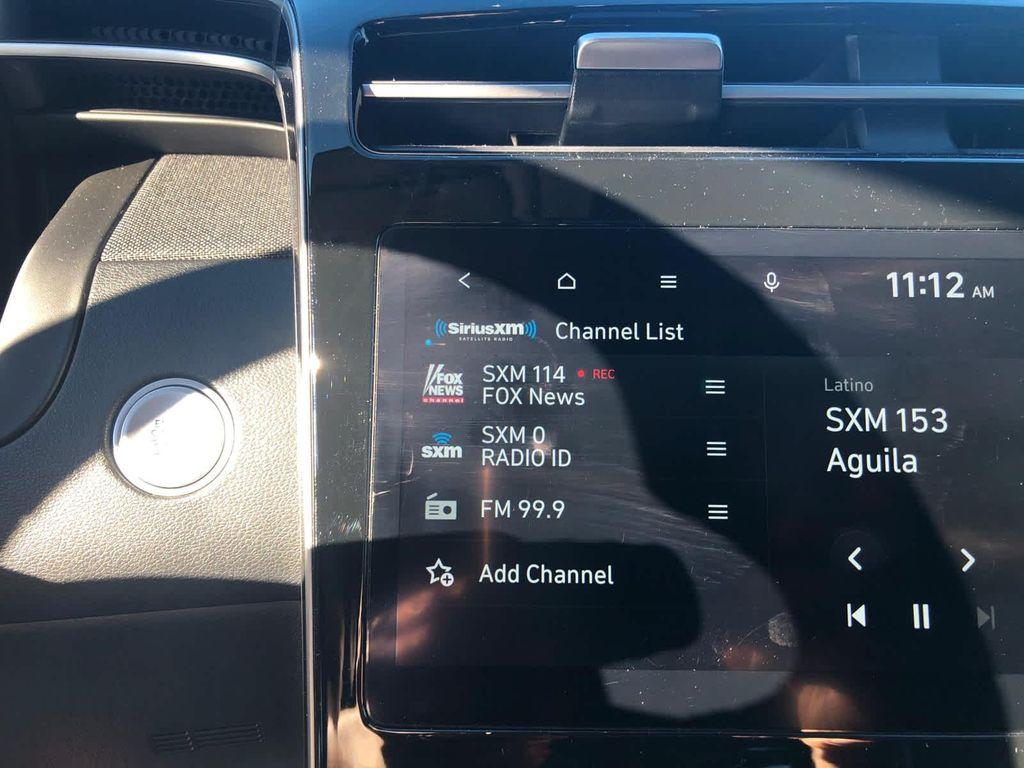 11:12 AM
SiriusXM
SATELLITE RADIO
Channel List
FOX
NEWS
channel
SXM 114 REC
FOX News
sxm
SXM 0
RADIO ID
FM 99.9
Add Channel
Latino
SXM 153
Aguila